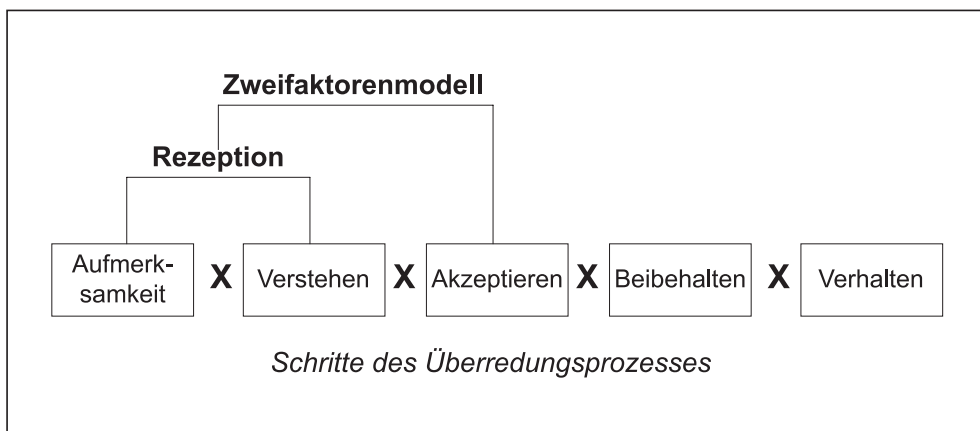 Zweifaktorenmodell
Rezeption
Aufmerk-
samkeit
X Verstehen X Akzeptieren X Beibehalten X Verhalten
Schritte des Überredungsprozesses